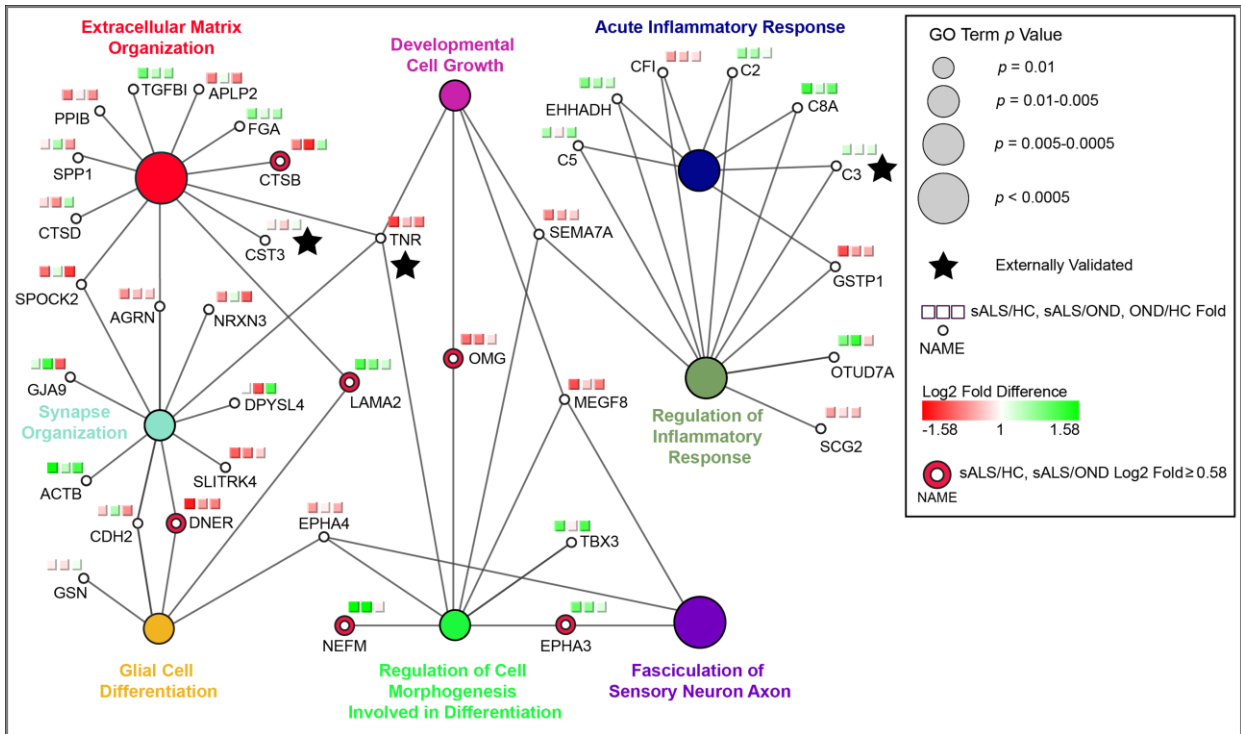 Extracellular Matrix
Organization
Developmental
Cell Growth
Acute Inflammatory Response
TGFBI
APLP2
PPIB
FGA
SPP1
CTSB
CTSD
CST3
TNR
SPOCK2
AGRN
NRXN3
GJA9
DPYSL4
LAMA2
Synapse
Organization
SLITRK4
ACTB
CDH2
DNER
GSN
EPHA4
OMG
MEGF8
SEMA7A
CFI
C2
EHHADH
C8A
C5
C3
GSTP1
OTUD7A
SCG2
Regulation of
Inflammatory
Response
TBX3
NEFM
EPHA3
Glial Cell
Differentiation
Regulation of Cell
Morphogenesis
Involved in Differentiation
Fasciculation of
Sensory Neuron Axon
GO Term p Value
p = 0.01
p = 0.01-0.005
p = 0.005-0.0005
p < 0.0005
Externally Validated
sALS/HC, sALS/OND, OND/HC Fold
NAME
Log2 Fold Difference
-1.58 1 1.58
sALS/HC, sALS/OND Log2 Fold ≥ 0.58
NAME